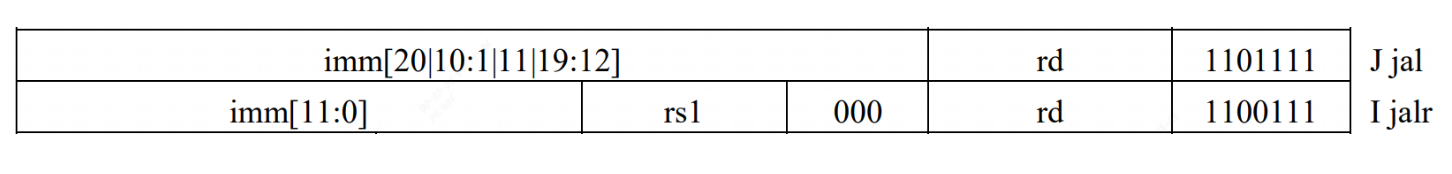 imm[20|10:1|11|19:12] rd 1101111 J jal
imm[11:0] rs1 000 rd 1100111 I jalr